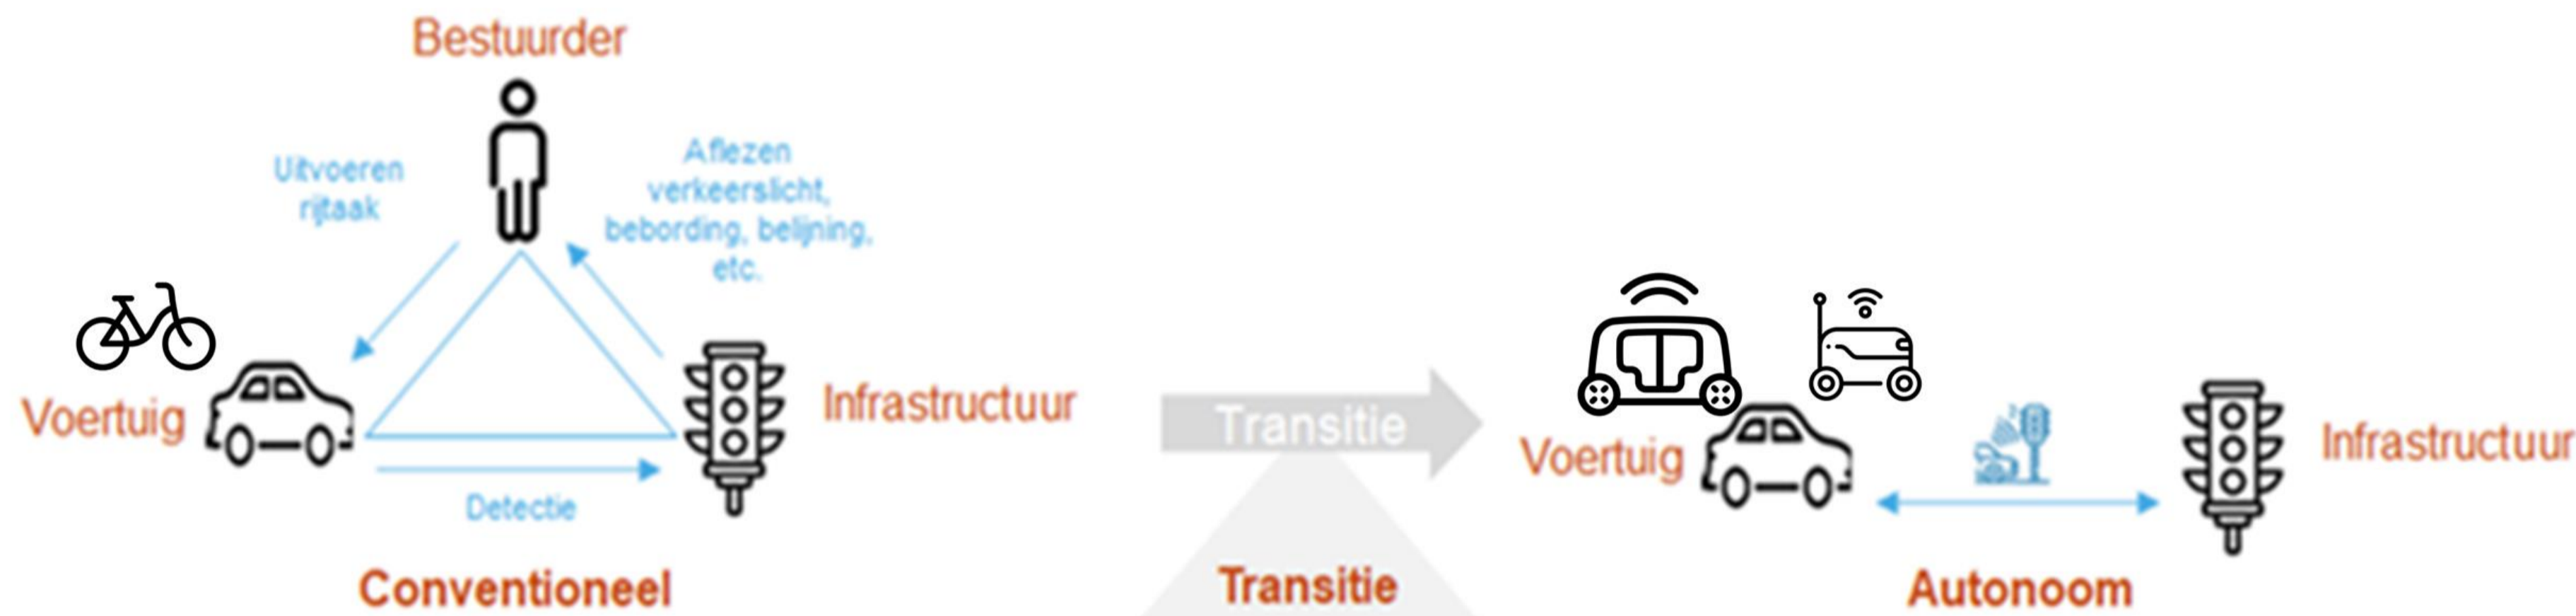 Bestuurder
Uitvoeren
rijtaak
Aflezen
verkeerslicht,
bebording, belijning,
etc.
Voertuig
Infrastructuur
Detectie
Conventioneel
Transitie
Transitie
Voertuig
Infrastructuur
Autonoom